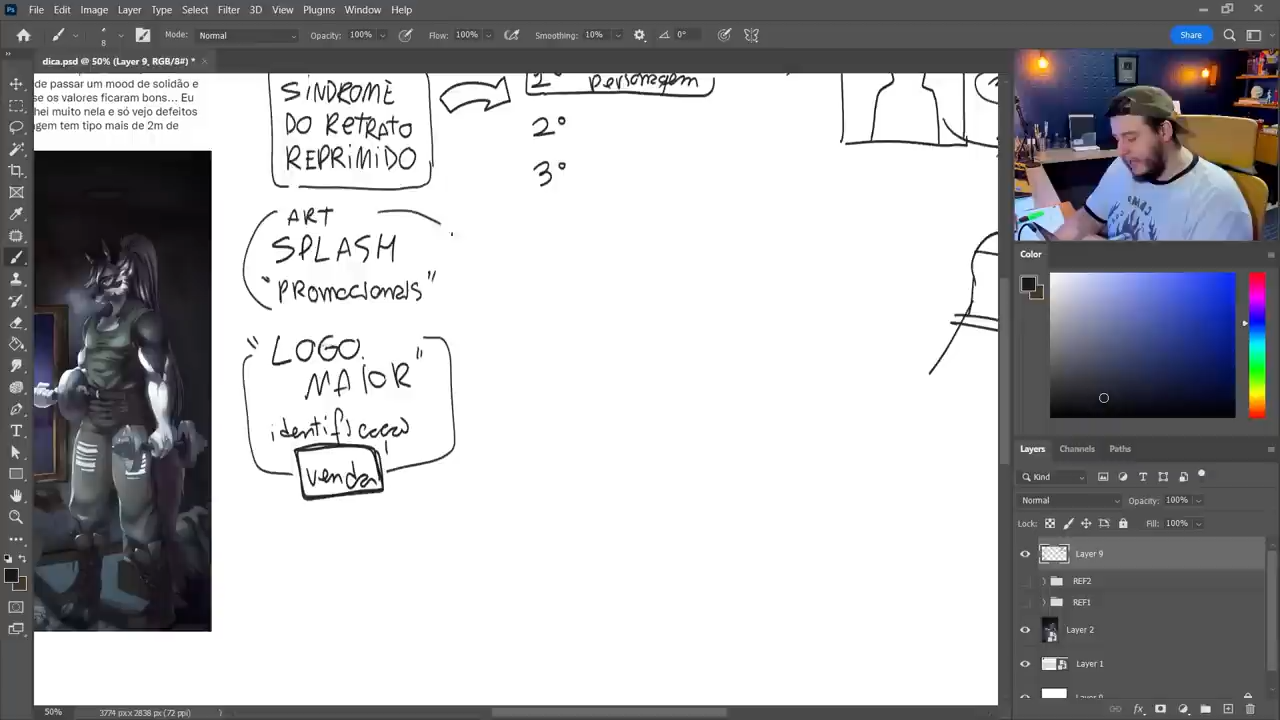 Ps File Edit Image Layer Type Select Filter 3D View Plugins Window Help
8 Mode: Normal Opacity: 100% Flow: 100% Smoothing: 10% 0° Share
dica.psd @ 50% (Layer 9, RGB/8#) *
de passar um mood de solidão e
se os valores ficaram bons... Eu
hei muito nela e só vejo defeitos
agem tem tipo mais de 2m de
SINDROME
DO RETRATO
REPRIMIDO
personagem
2°
3°
ART
SPLASH
"PROMOCIONAIS"
"LOGO
MAIOR"
identificacao
venda
Color
Layers Channels Paths
Kind
Normal Opacity: 100%
Lock: Fill: 100%
Layer 9
REF2
REF1
Layer 2
Layer 1
50% 3774 px x 2838 px (72 ppi)